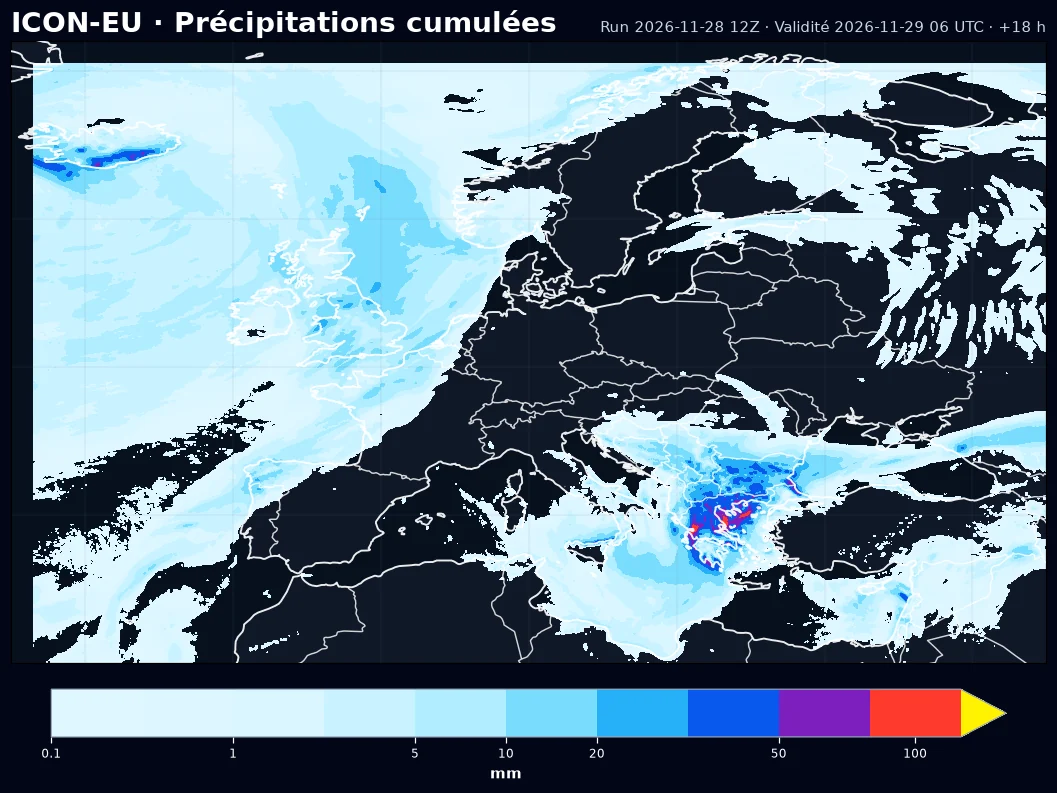 ICON-EU · Précipitations cumulées
Run 2026-11-28 12Z · Validité 2026-11-29 06 UTC · +18 h
0.1 1 5 10 20 50 100
mm